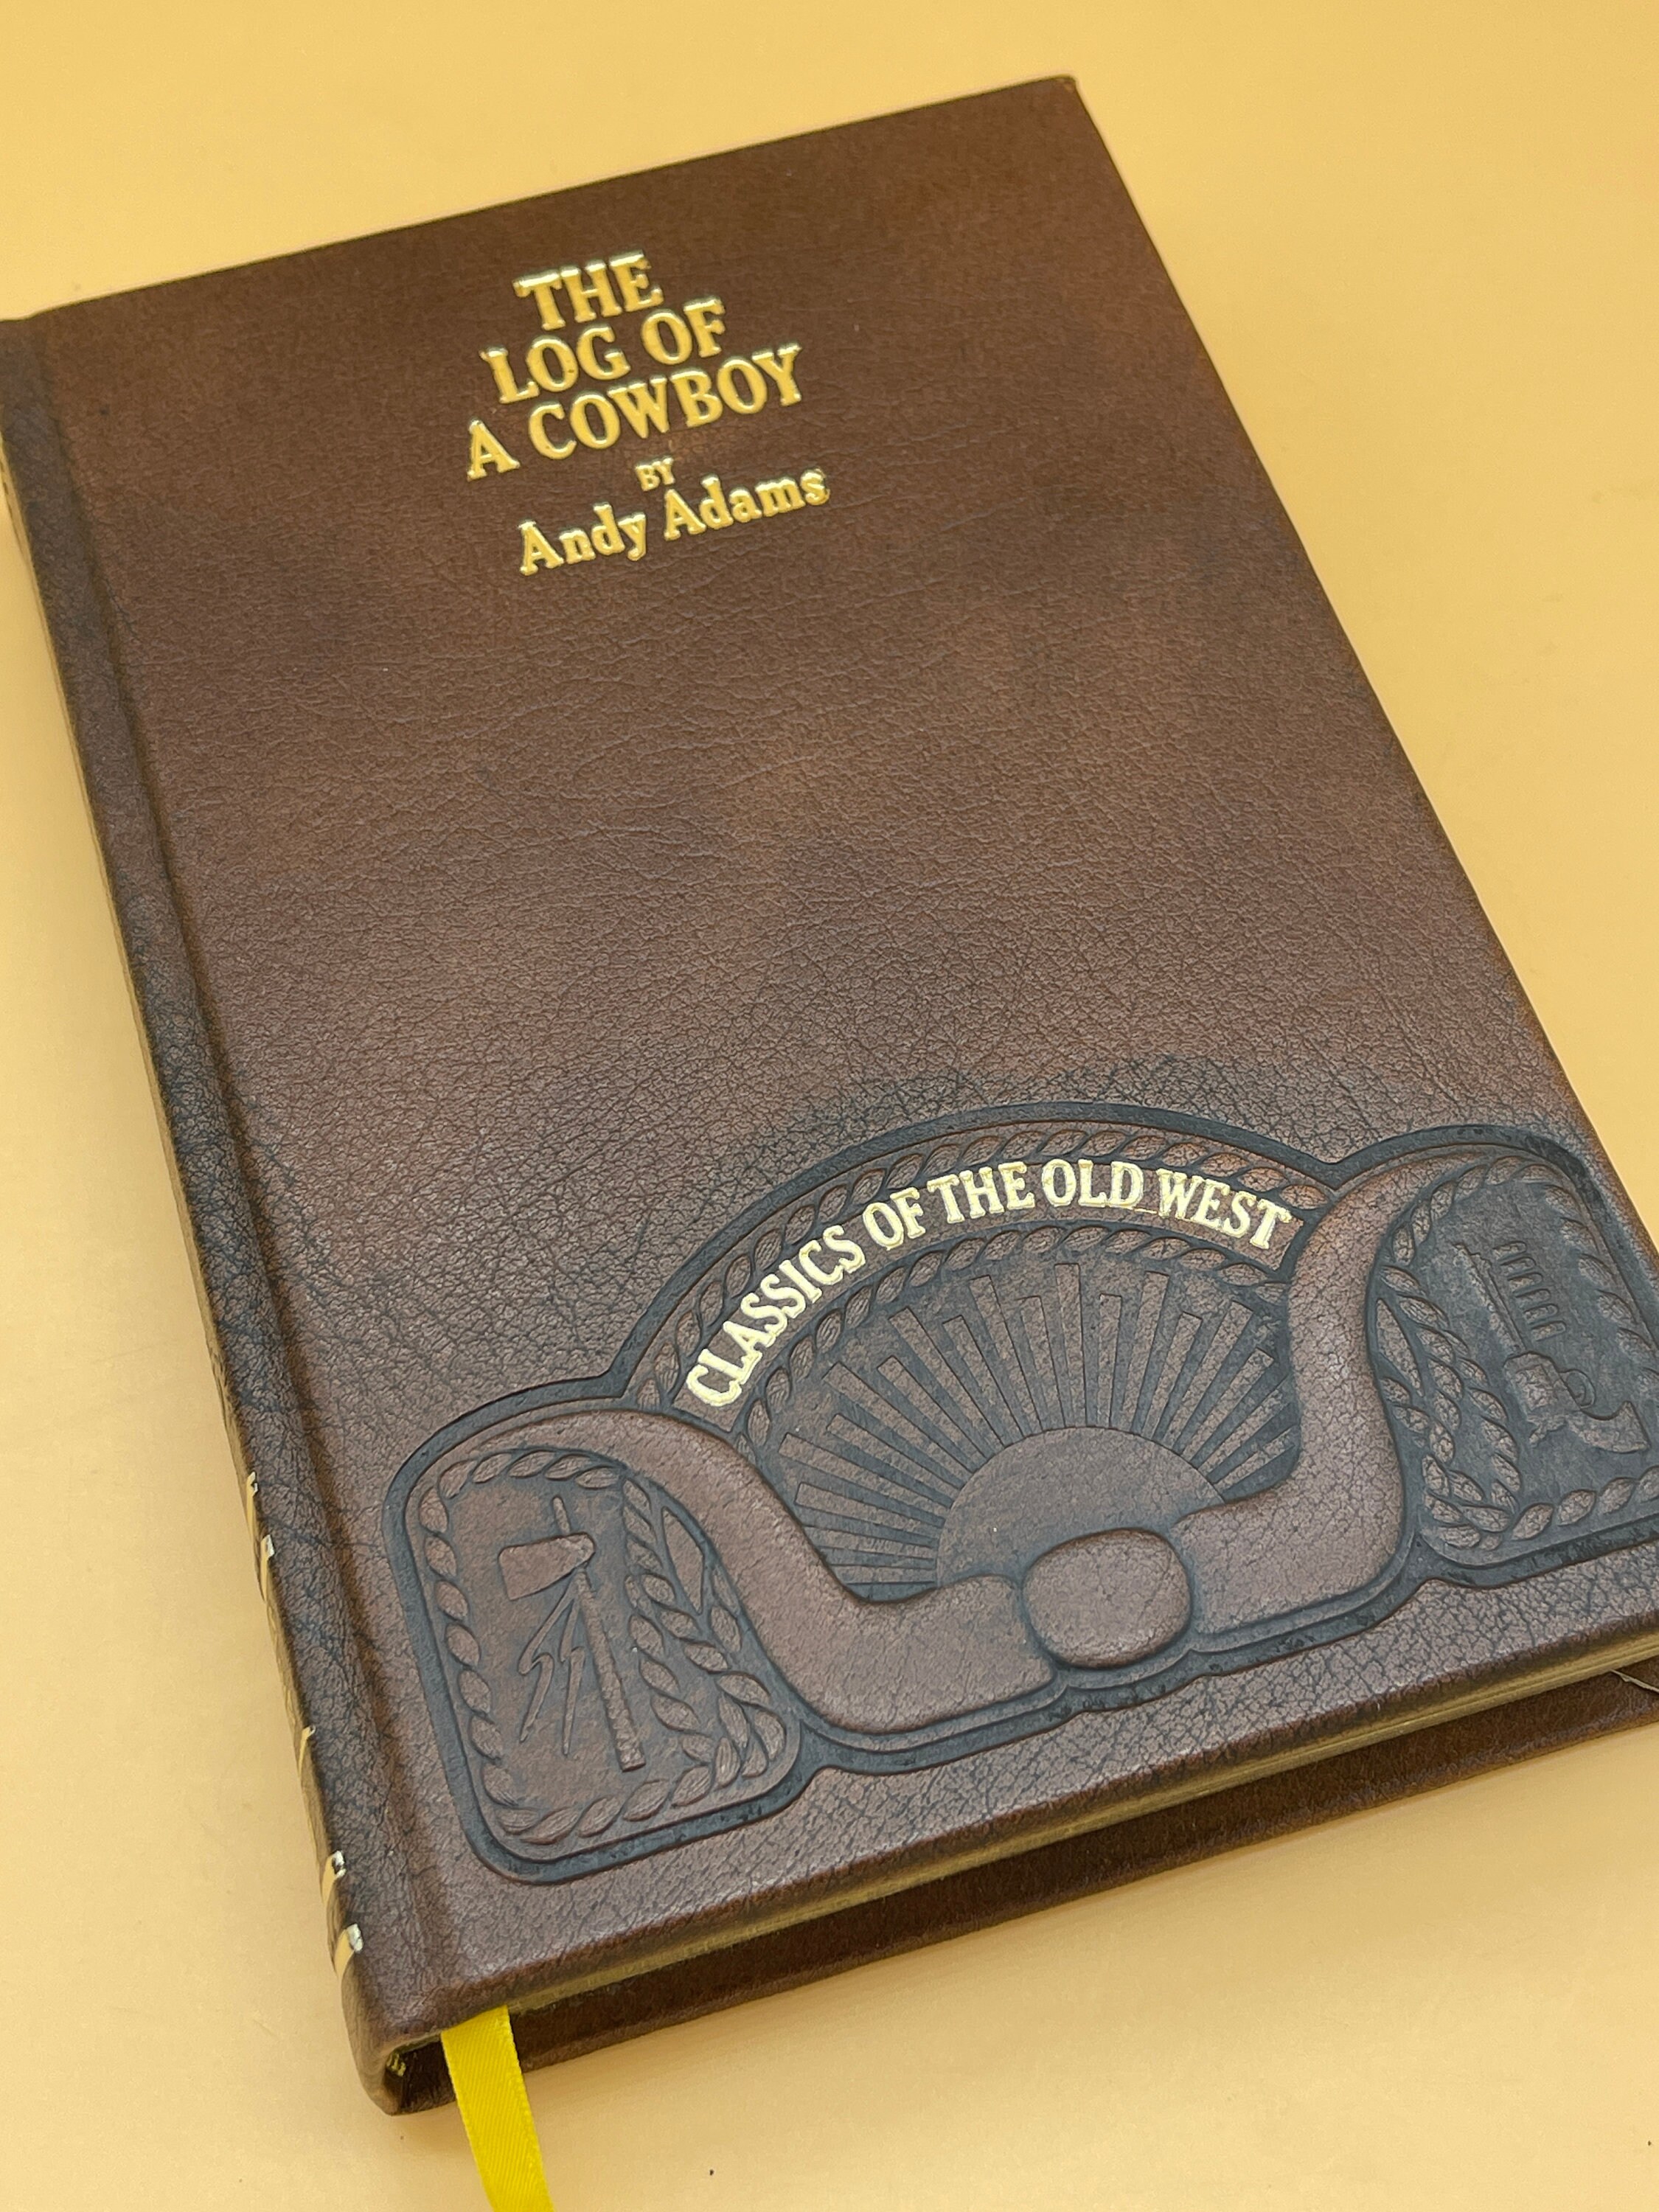 THE
LOG OF
A COWBOY
BY
Andy Adams
CLASSICS OF THE OLD WEST